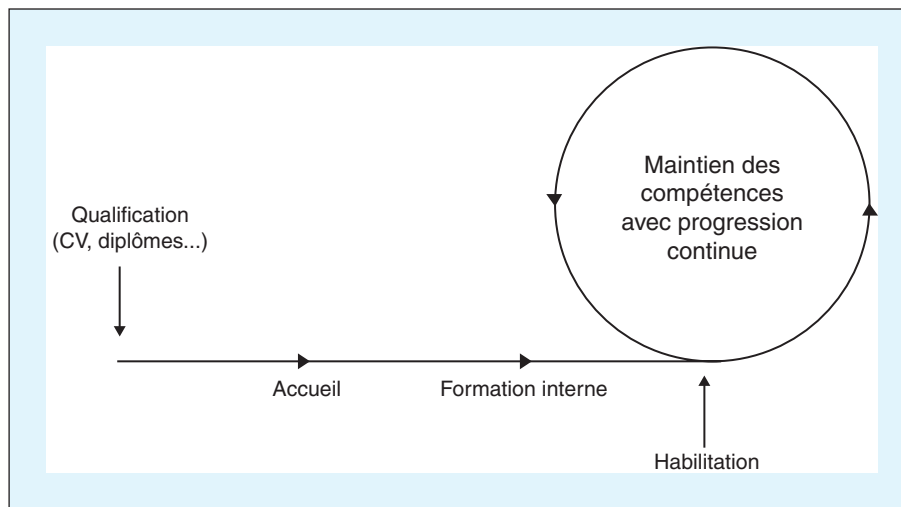 Maintien des
compétences
avec progression
continue
Qualification
(CV, diplômes...)
Accueil
Formation interne
Habilitation